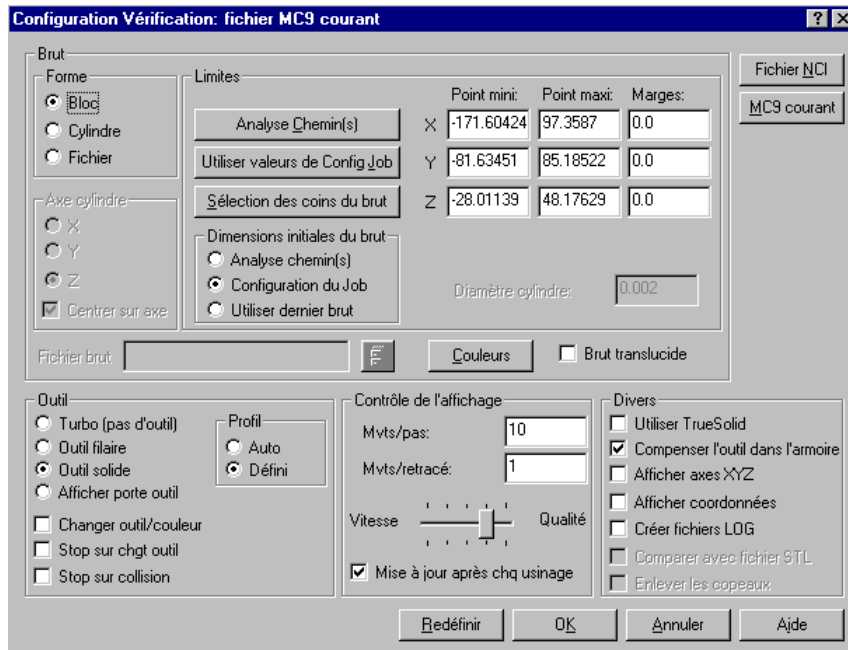 Configuration Vérification: fichier MC9 courant
Brut
Forme
Bloc
Cylindre
Fichier
Axe cylindre
X
Y
Z
Centrer sur axe
Limites
Point mini: Point maxi: Marges:
Analyse Chemin(s) X -171.60424 97.3587 0.0
Utiliser valeurs de Config Job Y -81.63451 85.18522 0.0
Sélection des coins du brut Z -28.01139 48.17629 0.0
Dimensions initiales du brut
Analyse chemin(s)
Configuration du Job
Utiliser dernier brut
Diamètre cylindre: 0.002
Fichier brut
Couleurs
Brut translucide
Fichier NCI
MC9 courant
Outil
Turbo (pas d'outil)
Outil filaire
Outil solide
Afficher porte outil
Profil
Auto
Défini
Changer outil/couleur
Stop sur chgt outil
Stop sur collision
Contrôle de l'affichage
Mvts/pas: 10
Mvts/retracé: 1
Vitesse Qualité
Mise à jour après chq usinage
Divers
Utiliser TrueSolid
Compenser l'outil dans l'armoire
Afficher axes XYZ
Afficher coordonnées
Créer fichiers LOG
Comparer avec fichier STL
Enlever les copeaux
Redéfinir OK Annuler Aide